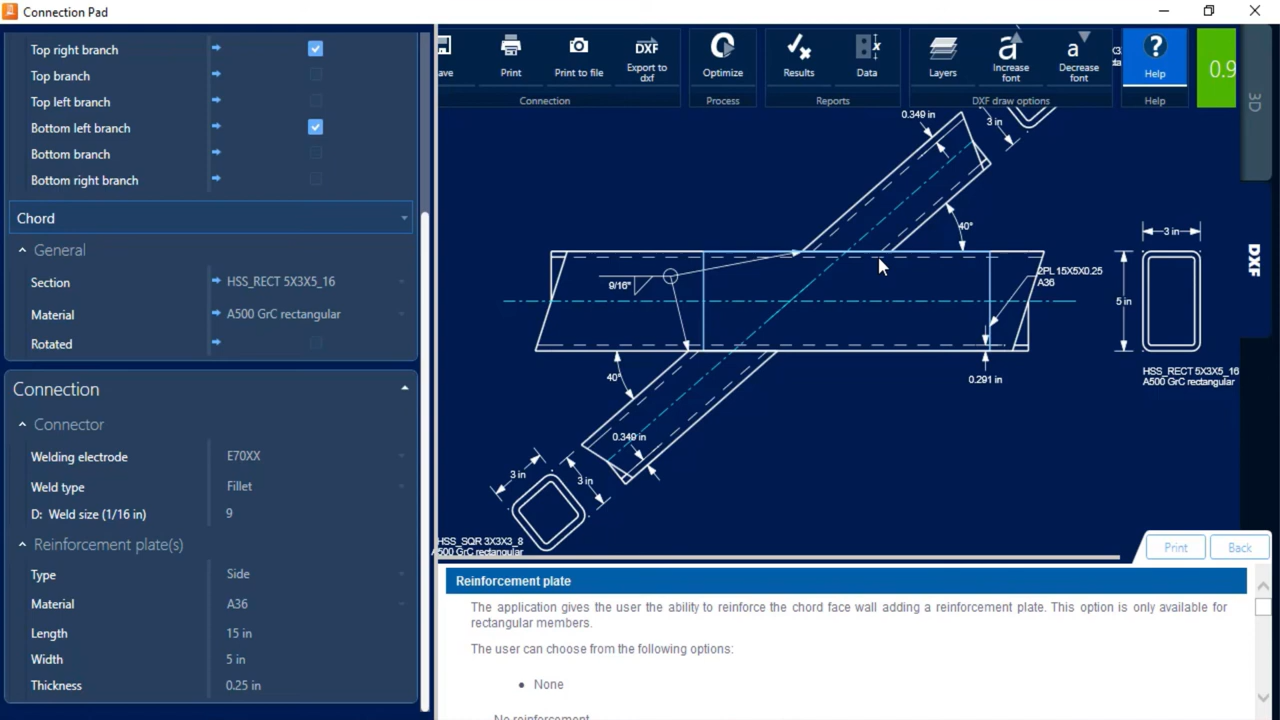 Connection Pad
Top right branch
Top branch
Top left branch
Bottom left branch
Bottom branch
Bottom right branch
Chord
General
Section HSS_RECT 5X3X5_16
Material A500 GrC rectangular
Rotated
Connection
Connector
Welding electrode E70XX
Weld type Fillet
D: Weld size (1/16 in) 9
Reinforcement plate(s)
Type Side
Material A36
Length 15 in
Width 5 in
Thickness 0.25 in
ave
Print
Print to file
DXF
Export to
dxf
Connection
Optimize
Process
Results
Data
Reports
Layers
Increase
font
Decrease
font
DXF draw options
Help
Help
0.9
3D
DXF
0.349 in
3 in
40°
9/16"
2PL 15X5X0.25
A36
0.291 in
3 in
5 in
HSS_RECT 5X3X5_16
A500 GrC rectangular
40°
0.349 in
3 in
3 in
HSS_SQR 3X3X3_8
A500 GrC rectangular
Print
Back
Reinforcement plate
The application gives the user the ability to reinforce the chord face wall adding a reinforcement plate. This option is only available for
rectangular members.
The user can choose from the following options:
• None
No reinforcement